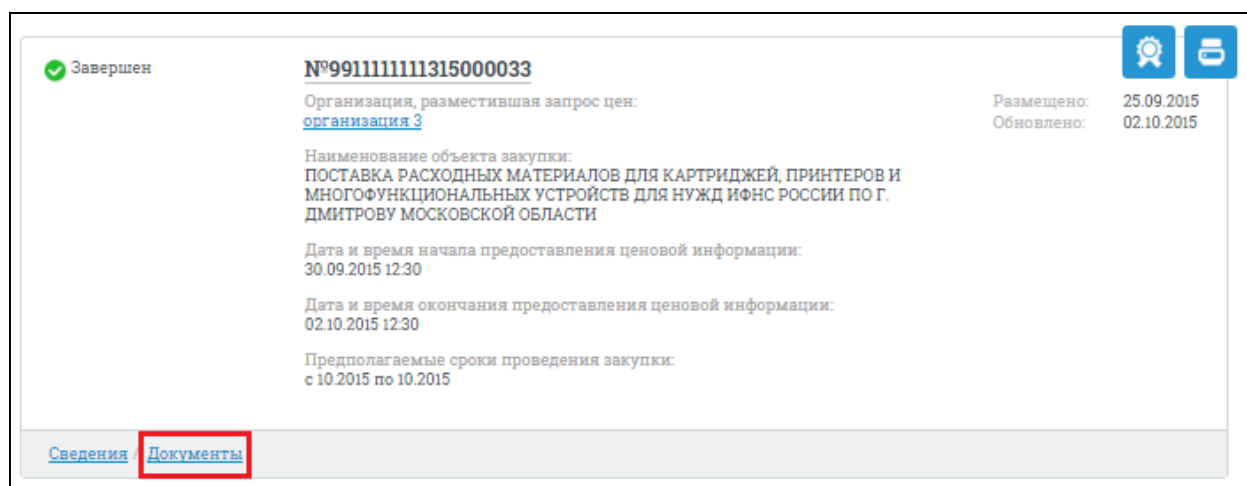 Завершен
№9911111111315000033
Организация, разместившая запрос цен:
организация 3
Размещено: 25.09.2015
Обновлено: 02.10.2015
Наименование объекта закупки:
ПОСТАВКА РАСХОДНЫХ МАТЕРИАЛОВ ДЛЯ КАРТРИДЖЕЙ, ПРИНТЕРОВ И
МНОГОФУНКЦИОНАЛЬНЫХ УСТРОЙСТВ ДЛЯ НУЖД ИФНС РОССИИ ПО Г.
ДМИТРОВУ МОСКОВСКОЙ ОБЛАСТИ
Дата и время начала предоставления ценовой информации:
30.09.2015 12:30
Дата и время окончания предоставления ценовой информации:
02.10.2015 12:30
Предполагаемые сроки проведения закупки:
с 10.2015 по 10.2015
Сведения / Документы